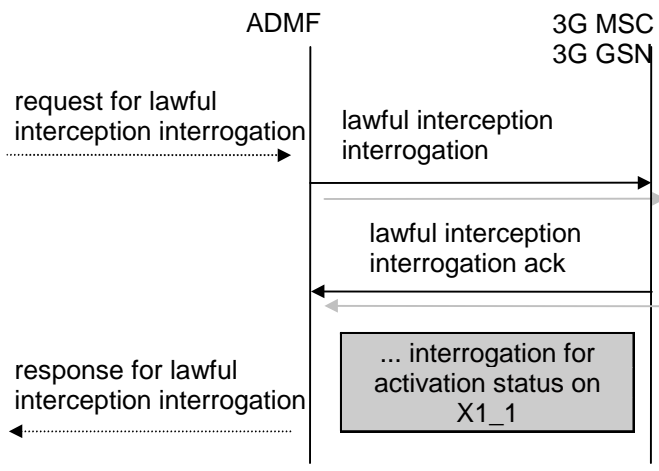 ADMF
3G MSC
3G GSN
request for lawful
interception interrogation
lawful interception
interrogation
lawful interception
interrogation ack
... interrogation for
activation status on
X1_1
response for lawful
interception interrogation